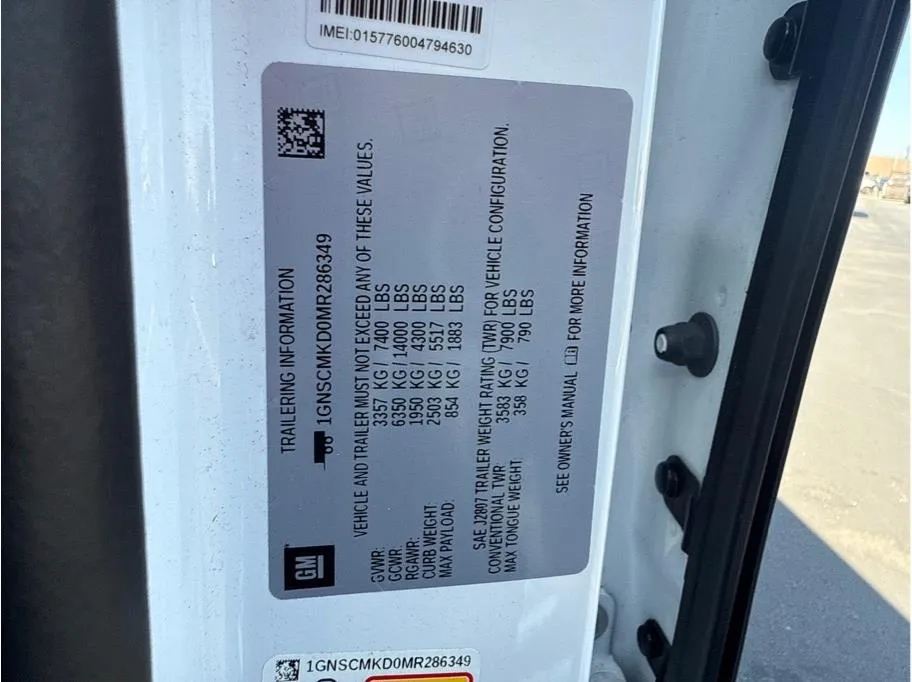 IMEI:015776004794630
TRAILERING INFORMATION
1GNSCMKD0MR286349
VEHICLE AND TRAILER MUST NOT EXCEED ANY OF THESE VALUES.
GVWR: 3357 KG / 7400 LBS
GCWR: 6350 KG / 14000 LBS
RGAWR: 1950 KG / 4300 LBS
CURB WEIGHT: 2503 KG / 5517 LBS
MAX PAYLOAD: 854 KG / 1883 LBS
SAE J2807 TRAILER WEIGHT RATING (TWR) FOR VEHICLE CONFIGURATION.
CONVENTIONAL TWR: 3583 KG / 7900 LBS
MAX TONGUE WEIGHT: 358 KG / 790 LBS
SEE OWNER'S MANUAL FOR MORE INFORMATION
GM
1GNSCMKD0MR286349